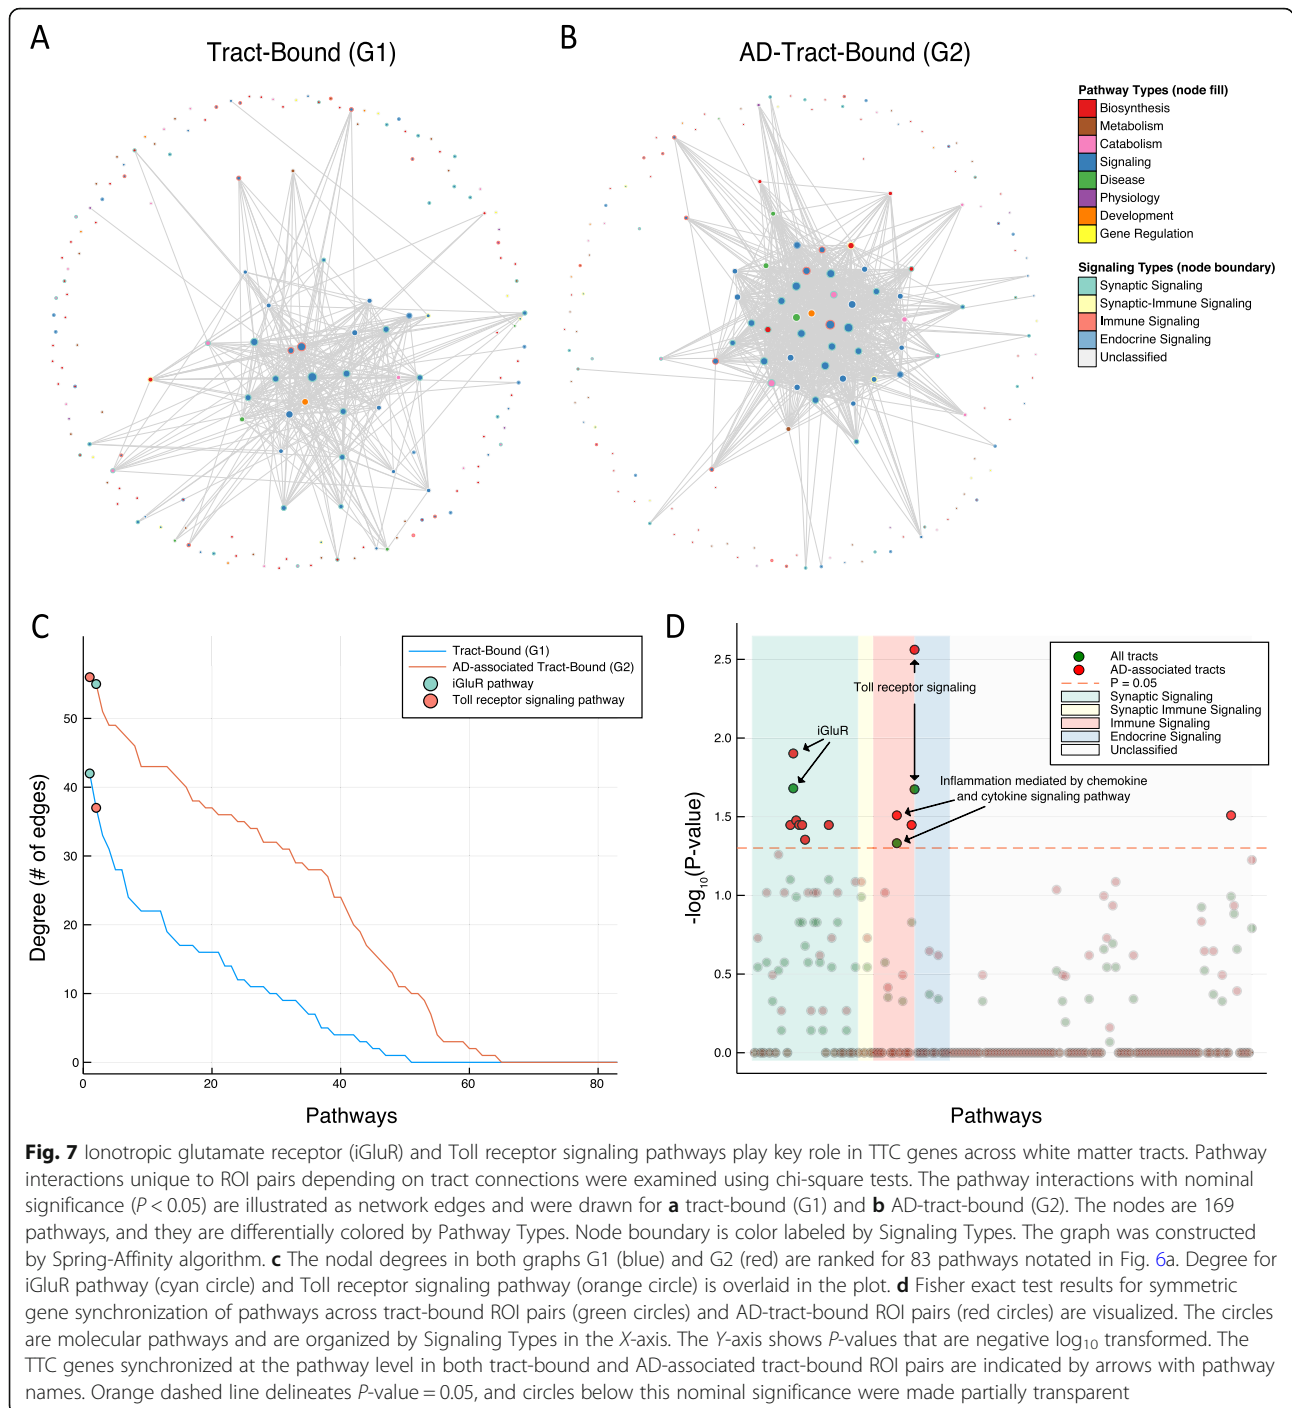 A
Tract-Bound (G1)
B
AD-Tract-Bound (G2)
Pathway Types (node fill)
Biosynthesis
Metabolism
Catabolism
Signaling
Disease
Physiology
Development
Gene Regulation
Signaling Types (node boundary)
Synaptic Signaling
Synaptic-Immune Signaling
Immune Signaling
Endocrine Signaling
Unclassified
C
Tract-Bound (G1)
AD-associated Tract-Bound (G2)
iGluR pathway
Toll receptor signaling pathway
Degree (# of edges)
50
40
30
20
10
0
0 20 40 60 80
Pathways
D
All tracts
AD-associated tracts
P = 0.05
Synaptic Signaling
Synaptic Immune Signaling
Immune Signaling
Endocrine Signaling
Unclassified
Toll receptor signaling
iGluR
Inflammation mediated by chemokine
and cytokine signaling pathway
-log10(P-value)
2.5
2.0
1.5
1.0
0.5
0.0
Pathways
Fig. 7 Ionotropic glutamate receptor (iGluR) and Toll receptor signaling pathways play key role in TTC genes across white matter tracts. Pathway
interactions unique to ROI pairs depending on tract connections were examined using chi-square tests. The pathway interactions with nominal
significance (P < 0.05) are illustrated as network edges and were drawn for a tract-bound (G1) and b AD-tract-bound (G2). The nodes are 169
pathways, and they are differentially colored by Pathway Types. Node boundary is color labeled by Signaling Types. The graph was constructed
by Spring-Affinity algorithm. c The nodal degrees in both graphs G1 (blue) and G2 (red) are ranked for 83 pathways notated in Fig. 6a. Degree for
iGluR pathway (cyan circle) and Toll receptor signaling pathway (orange circle) is overlaid in the plot. d Fisher exact test results for symmetric
gene synchronization of pathways across tract-bound ROI pairs (green circles) and AD-tract-bound ROI pairs (red circles) are visualized. The circles
are molecular pathways and are organized by Signaling Types in the X-axis. The Y-axis shows P-values that are negative log10 transformed. The
TTC genes synchronized at the pathway level in both tract-bound and AD-associated tract-bound ROI pairs are indicated by arrows with pathway
names. Orange dashed line delineates P-value = 0.05, and circles below this nominal significance were made partially transparent